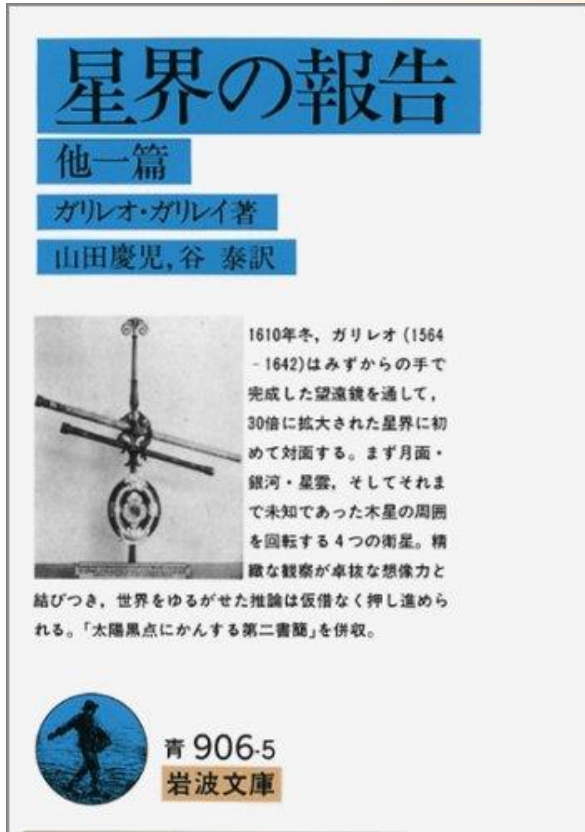 星界の報告
他一篇
ガリレオ・ガリレイ著
山田慶児, 谷 泰訳
1610年冬，ガリレオ (1564
‐1642)はみずからの手で
完成した望遠鏡を通して，
30倍に拡大された星界に初
めて対面する。まず月面・
銀河・星雲，そしてそれま
で未知であった木星の周囲
を回転する4つの衛星。精
緻な観察が卓抜な想像力と
結びつき，世界をゆるがせた推論は仮借なく押し進めら
れる。「太陽黒点にかんする第二書簡」を併収。
青 906-5
岩波文庫